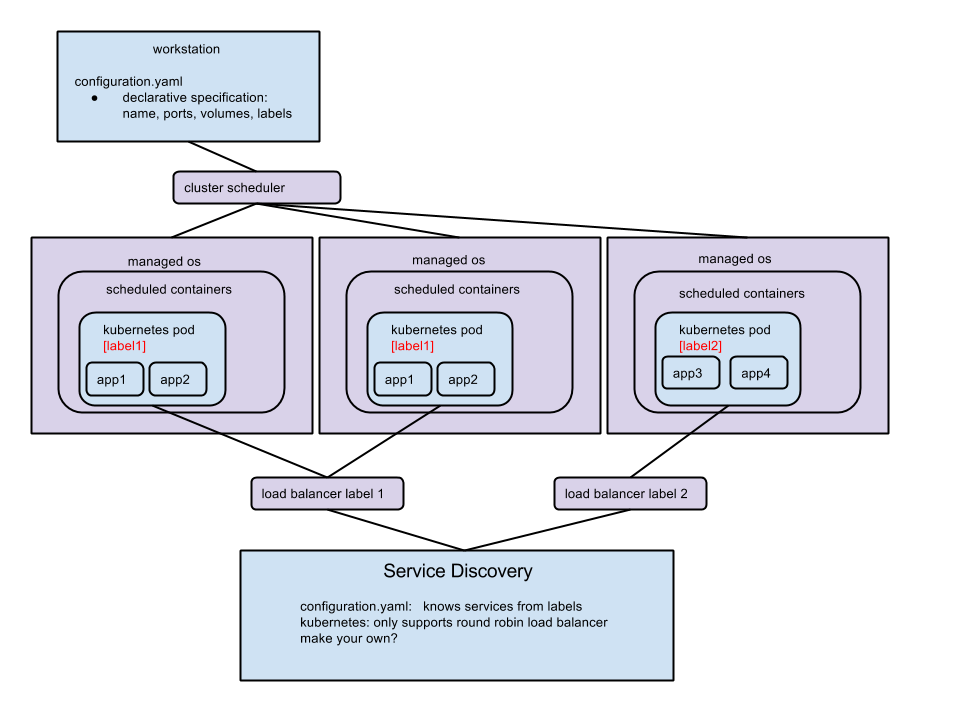 workstation
configuration.yaml
● declarative specification:
name, ports, volumes, labels
cluster scheduler
managed os
scheduled containers
kubernetes pod
[label1]
app1
app2
managed os
scheduled containers
kubernetes pod
[label1]
app1
app2
managed os
scheduled containers
kubernetes pod
[label2]
app3
app4
load balancer label 1
load balancer label 2
Service Discovery
configuration.yaml: knows services from labels
kubernetes: only supports round robin load balancer
make your own?